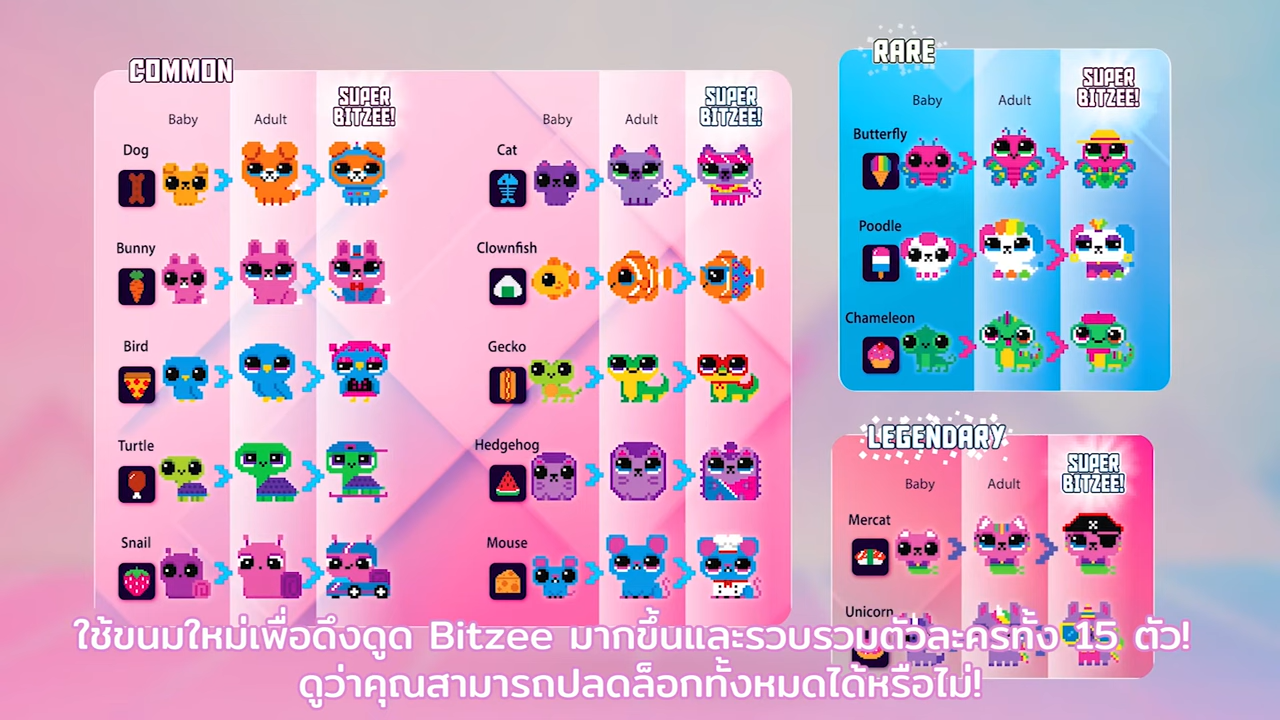 COMMON
Baby Adult SUPER BITZEE!
Dog
Bunny
Bird
Turtle
Snail
Baby Adult SUPER BITZEE!
Cat
Clownfish
Gecko
Hedgehog
Mouse
RARE
Baby Adult SUPER BITZEE!
Butterfly
Poodle
Chameleon
LEGENDARY
Baby Adult SUPER BITZEE!
Mercat
Unicorn
ใช้ขนมใหม่เพื่อดึงดูด Bitzee มากขึ้นและรวบรวมตัวละครทั้ง 15 ตัว!
ดูว่าคุณสามารถปลดล็อกทั้งหมดได้หรือไม่!